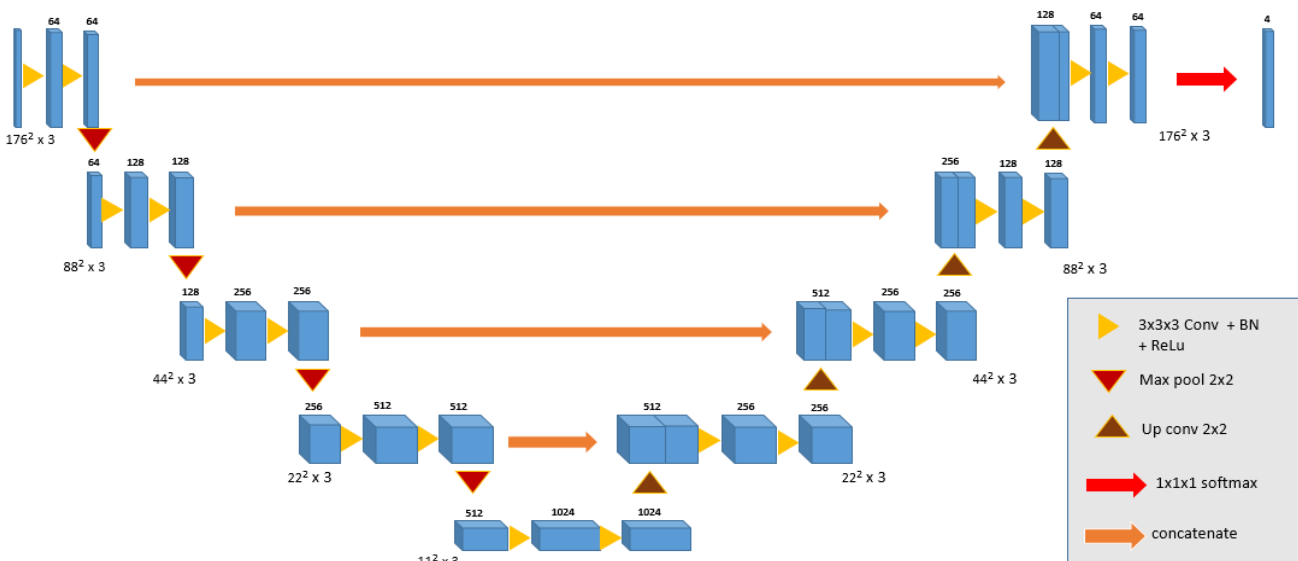 64 64
128 64 64
4
176² x 3
176² x 3
64 128 128
256 128 128
88² x 3
88² x 3
128 256 256
512 256 256
44² x 3
44² x 3
256 512 512
512 256 256
22² x 3
22² x 3
512 1024 1024
11² x 3
3x3x3 Conv + BN
+ ReLu
Max pool 2x2
Up conv 2x2
1x1x1 softmax
concatenate